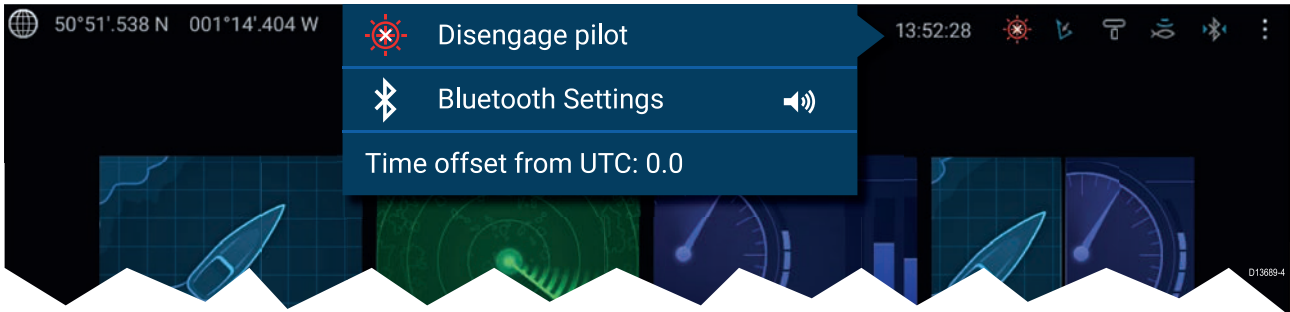 50°51'.538 N 001°14'.404 W
Disengage pilot
13:52:28
Bluetooth Settings
Time offset from UTC: 0.0
D13689-4